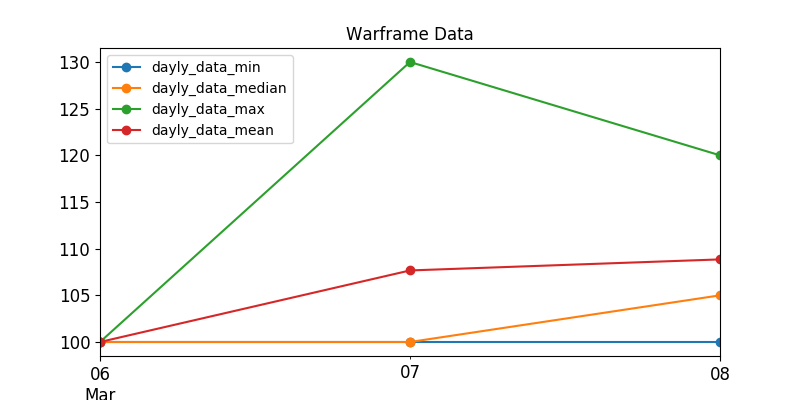 Warframe Data
dayly_data_min
dayly_data_median
dayly_data_max
dayly_data_mean
130
125
120
115
110
105
100
06
07
08
Mar